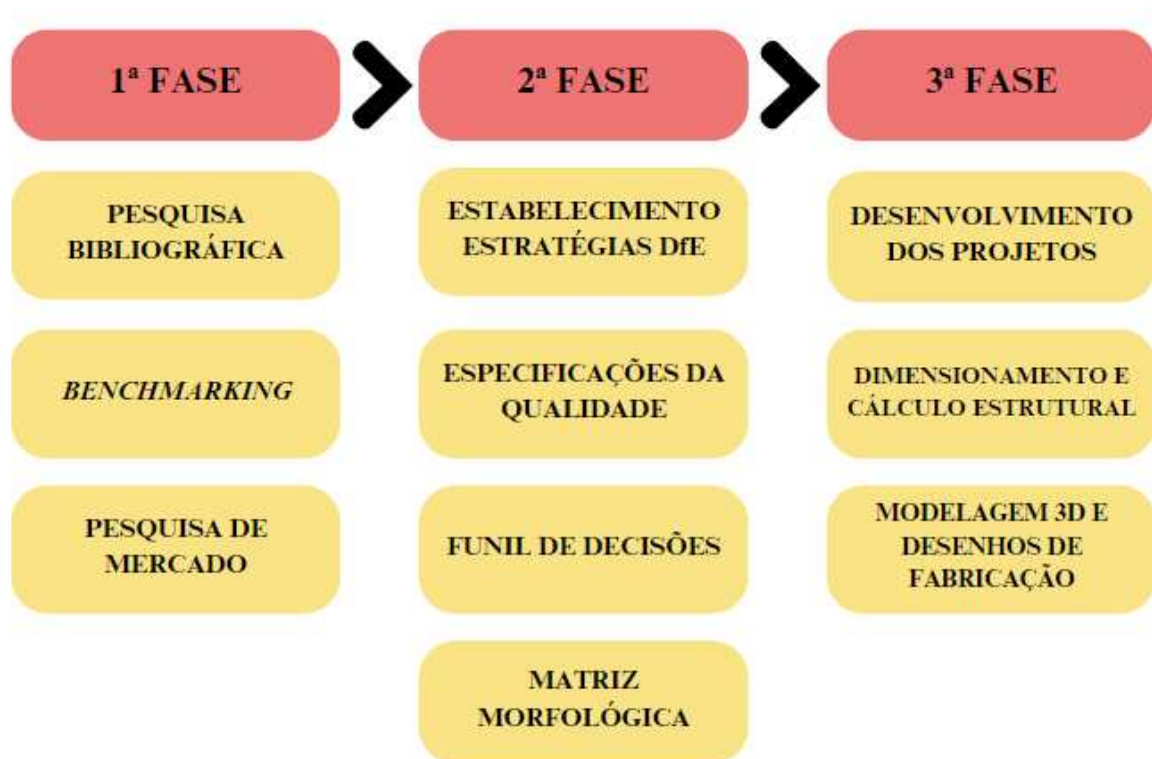 1ª FASE
2ª FASE
3ª FASE
PESQUISA
BIBLIOGRÁFICA
BENCHMARKING
PESQUISA DE
MERCADO
ESTABELECIMENTO
ESTRATÉGIAS DfE
ESPECIFICAÇÕES DA
QUALIDADE
FUNIL DE DECISÕES
MATRIZ
MORFOLÓGICA
DESENVOLVIMENTO
DOS PROJETOS
DIMENSIONAMENTO E
CÁLCULO ESTRUTURAL
MODELAGEM 3D E
DESENHOS DE
FABRICAÇÃO